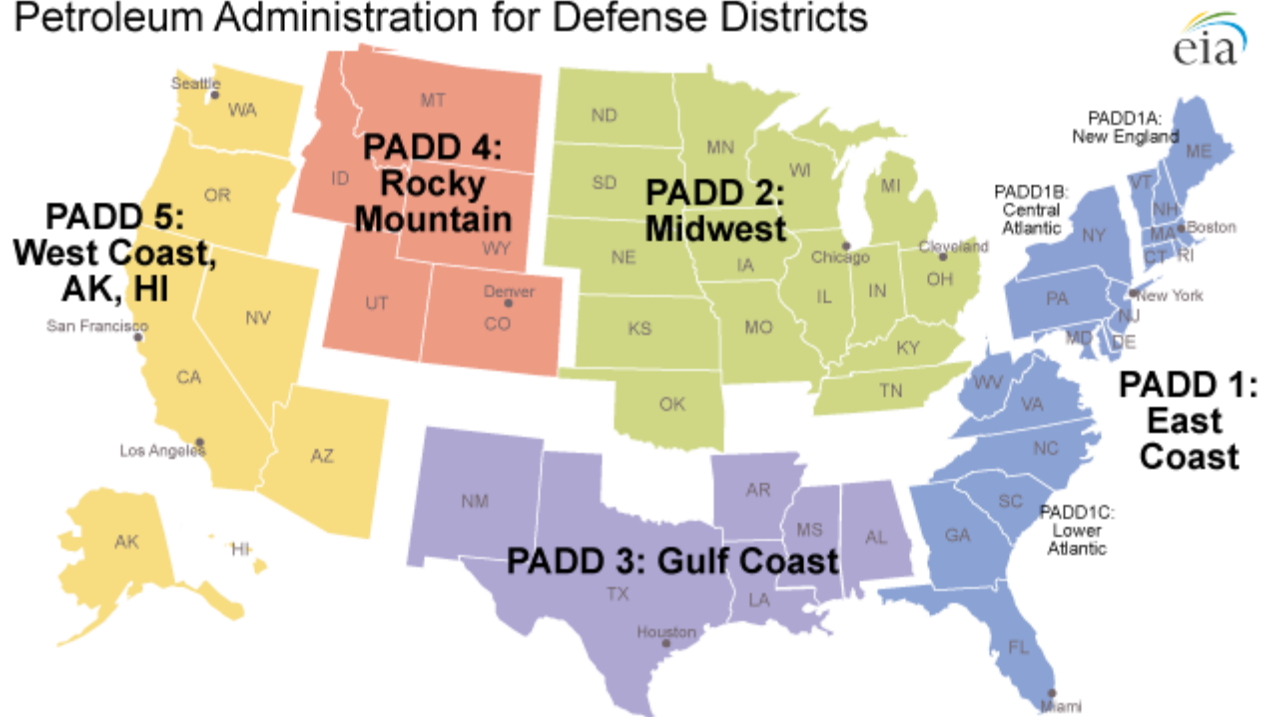 Petroleum Administration for Defense Districts
eia
Seattle
WA
OR
PADD 5:
West Coast,
AK, HI
San Francisco
NV
CA
Los Angeles
AZ
AK
HI
MT
PADD 4:
Rocky
Mountain
ID
WY
UT
Denver
CO
ND
MN
SD
WI
MI
PADD 2:
Midwest
NE
IA
Chicago
Cleveland
IL
IN
OH
KS
MO
KY
OK
TN
NM
AR
MS
AL
PADD 3: Gulf Coast
TX
LA
Houston
PADD1A:
New England
ME
VT
NH
MA
Boston
CT
RI
PADD1B:
Central
Atlantic
NY
PA
New York
NJ
MD
DE
PADD 1:
East
Coast
WV
VA
NC
SC
GA
PADD1C:
Lower
Atlantic
FL
Miami